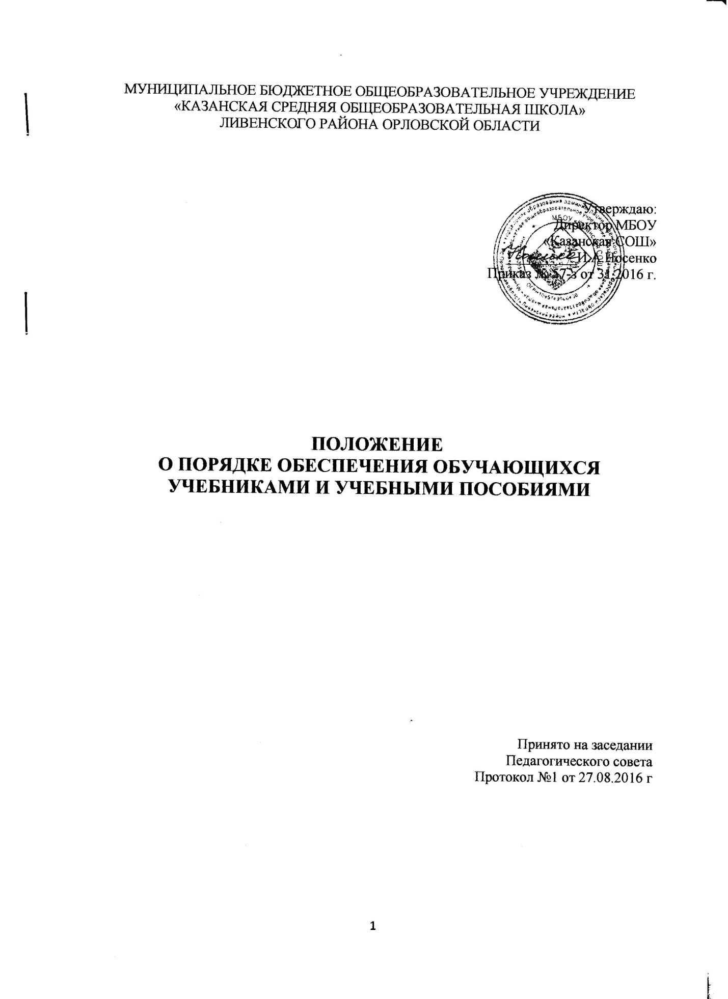 МУНИЦИПАЛЬНОЕ БЮДЖЕТНОЕ ОБЩЕОБРАЗОВАТЕЛЬНОЕ УЧРЕЖДЕНИЕ
«КАЗАНСКАЯ СРЕДНЯЯ ОБЩЕОБРАЗОВАТЕЛЬНАЯ ШКОЛА»
ЛИВЕНСКОГО РАЙОНА ОРЛОВСКОЙ ОБЛАСТИ
Утверждаю:
Директор МБОУ
«Казанская СОШ»
И.А.Носенко
Приказ № 57-з от 31.2016 г.
ПОЛОЖЕНИЕ
О ПОРЯДКЕ ОБЕСПЕЧЕНИЯ ОБУЧАЮЩИХСЯ
УЧЕБНИКАМИ И УЧЕБНЫМИ ПОСОБИЯМИ
Принято на заседании
Педагогического совета
Протокол №1 от 27.08.2016 г
1